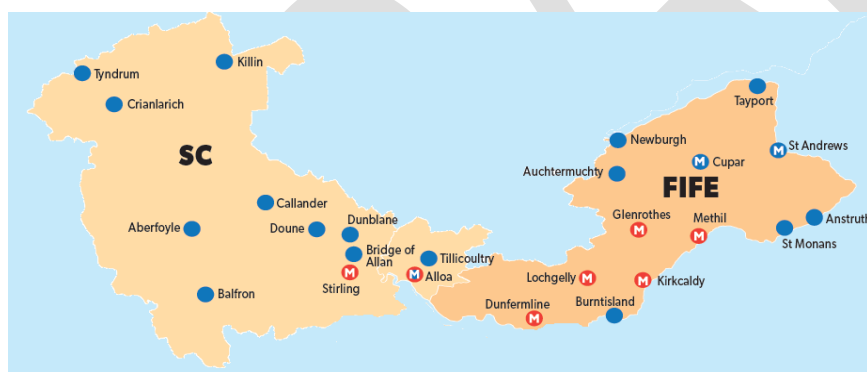 Killin
Tyndrum
Crianlarich
SC
Callander
Aberfoyle
Doune
Dunblane
Bridge of
Allan
Tillicoultry
M
Stirling
M
Alloa
Balfron
Tayport
Newburgh
M
St Andrews
M
Cupar
Auchtermuchty
FIFE
Glenrothes
M
Methil
M
Anstruth
St Monans
Lochgelly
M
M
Kirkcaldy
Dunfermline
M
Burntisland